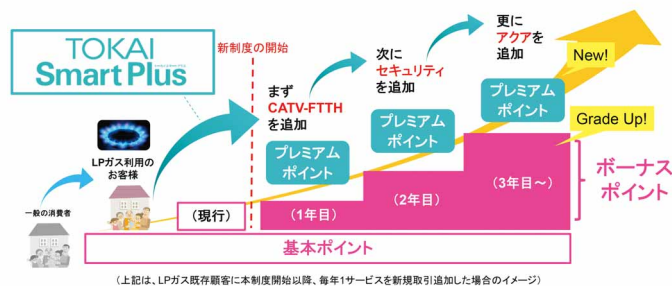 TOKAI
Smart Plus
新制度の開始
まず
CATV-FTTH
を追加
次に
セキュリティ
を追加
更に
アクアを
追加
New!
Grade Up!
プレミアム
ポイント
プレミアム
ポイント
プレミアム
ポイント
LPガス利用の
お客様
一般の消費者
（現行）
（1年目）
（2年目）
（3年目～）
ボーナス
ポイント
基本ポイント
（上記は、LPガス既存顧客に本制度開始以降、毎年1サービスを新規取引追加した場合のイメージ）